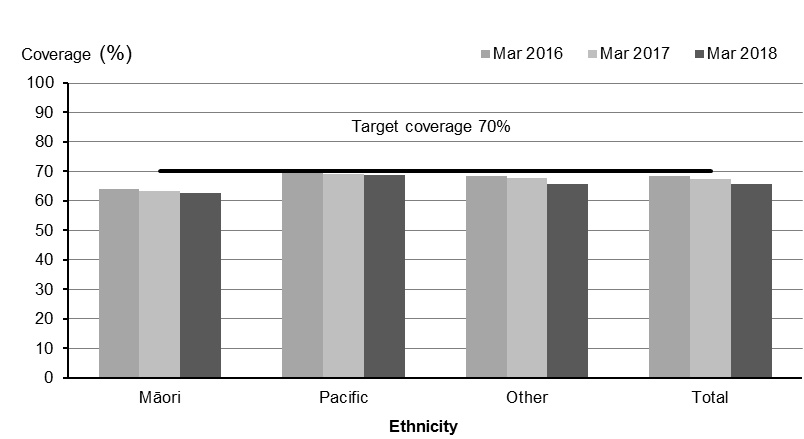 Coverage (%)
Mar 2016 Mar 2017 Mar 2018
100
90
Target coverage 70%
80
70
60
50
40
30
20
10
0
Māori Pacific Other Total
Ethnicity